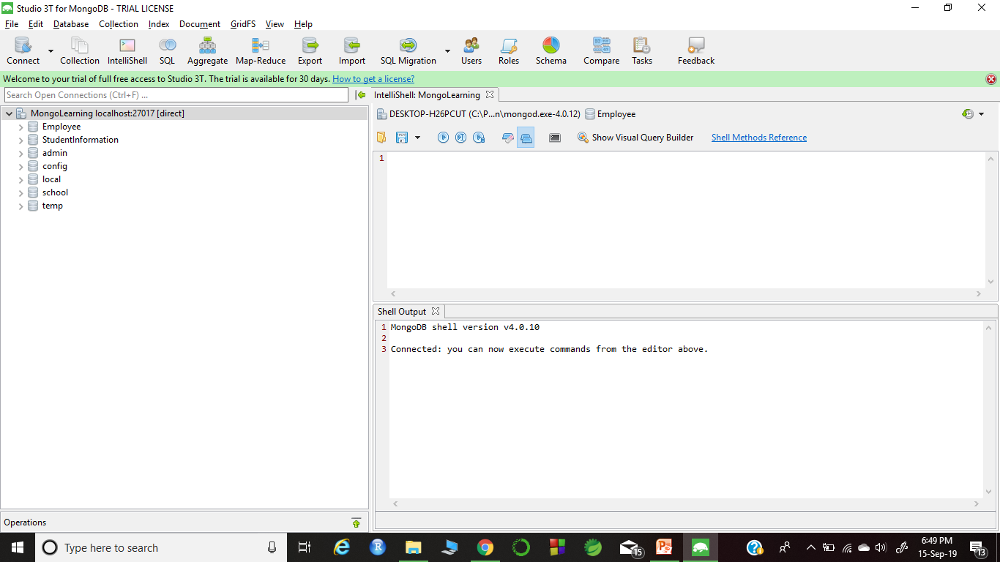 Studio 3T for MongoDB - TRIAL LICENSE
File Edit Database Collection Index Document GridFS View Help
Connect Collection IntelliShell SQL Aggregate Map-Reduce Export Import SQL Migration Users Roles Schema Compare Tasks Feedback
Welcome to your trial of full free access to Studio 3T. The trial is available for 30 days. How to get a license?
Search Open Connections (Ctrl+F) ...
MongoLearning localhost:27017 [direct]
Employee
StudentInformation
admin
config
local
school
temp
Operations
IntelliShell: MongoLearning
DESKTOP-H26PCUT (C:\P...n\mongod.exe-4.0.12) Employee
Show Visual Query Builder Shell Methods Reference
1
Shell Output
1 MongoDB shell version v4.0.10
2
3 Connected: you can now execute commands from the editor above.
Type here to search
15
6:49 PM
15-Sep-19
13